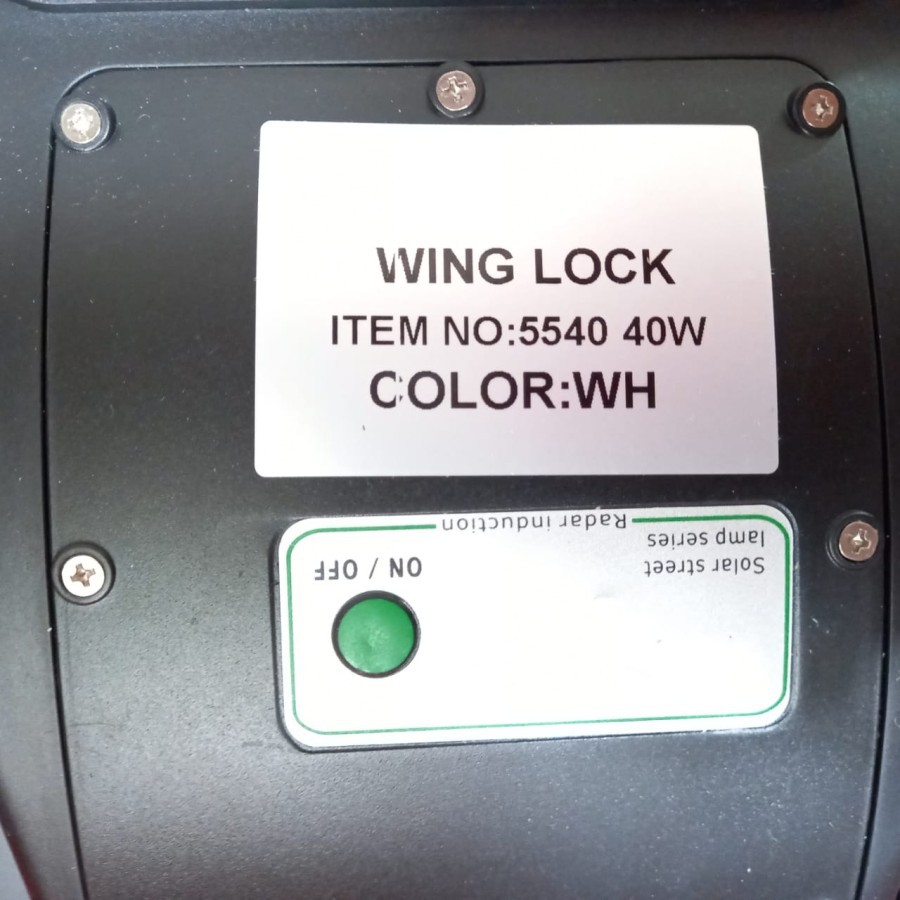 WING LOCK
ITEM NO:5540 40W
COLOR:WH
Radar induction
Solar street
lamp series
ON / OFF